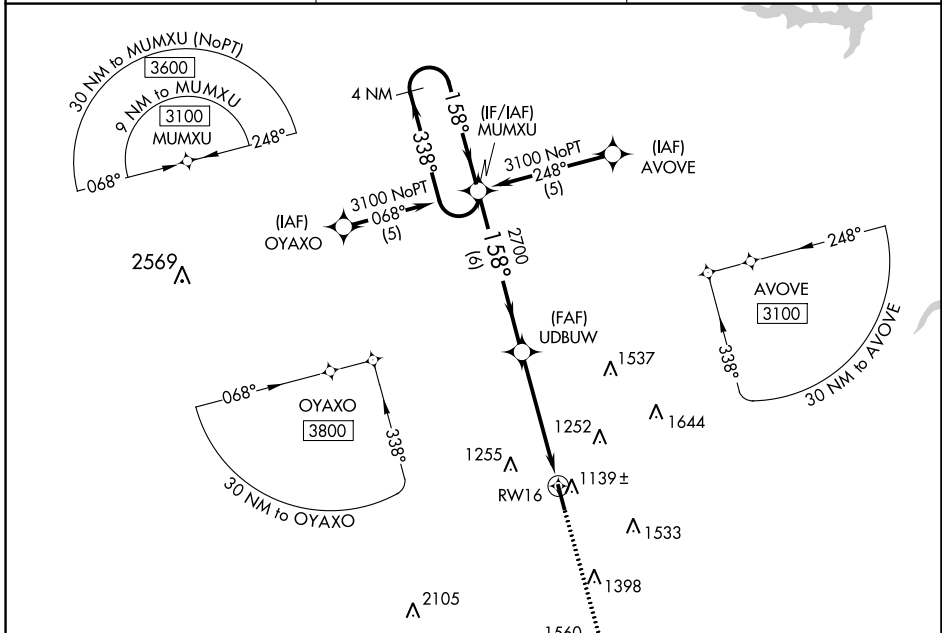 30 NM to MUMXU (NoPT)
3600
9 NM to MUMXU
3100
MUMXU
068°
248°
4 NM
158°
338°
(IF/IAF)
MUMXU
3100 NoPT
248°
(5)
(IAF)
AVOVE
3100 NoPT
068°
(5)
(IAF)
OYAXO
2569
2700
158°
(6)
248°
AVOVE
3100
338°
30 NM to AVOVE
(FAF)
UDBUW
1537
068°
OYAXO
3800
338°
30 NM to OYAXO
1644
1252
1255
RW16
1139±
1533
1398
2105
1560